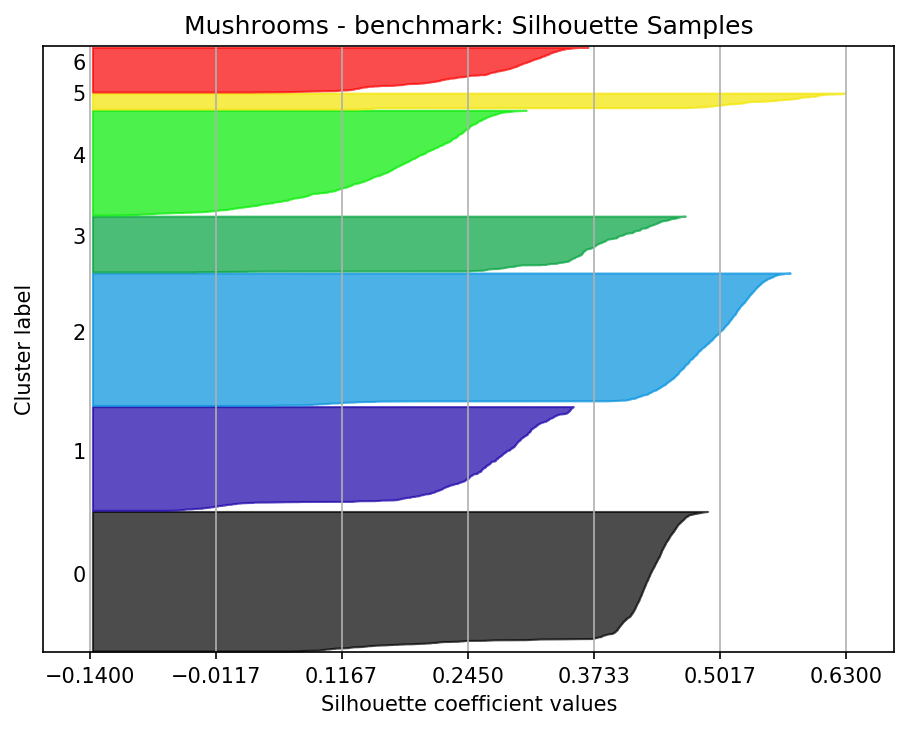 Mushrooms - benchmark: Silhouette Samples
6
5
4
3
2
1
0
Cluster label
−0.1400 −0.0117 0.1167 0.2450 0.3733 0.5017 0.6300
Silhouette coefficient values